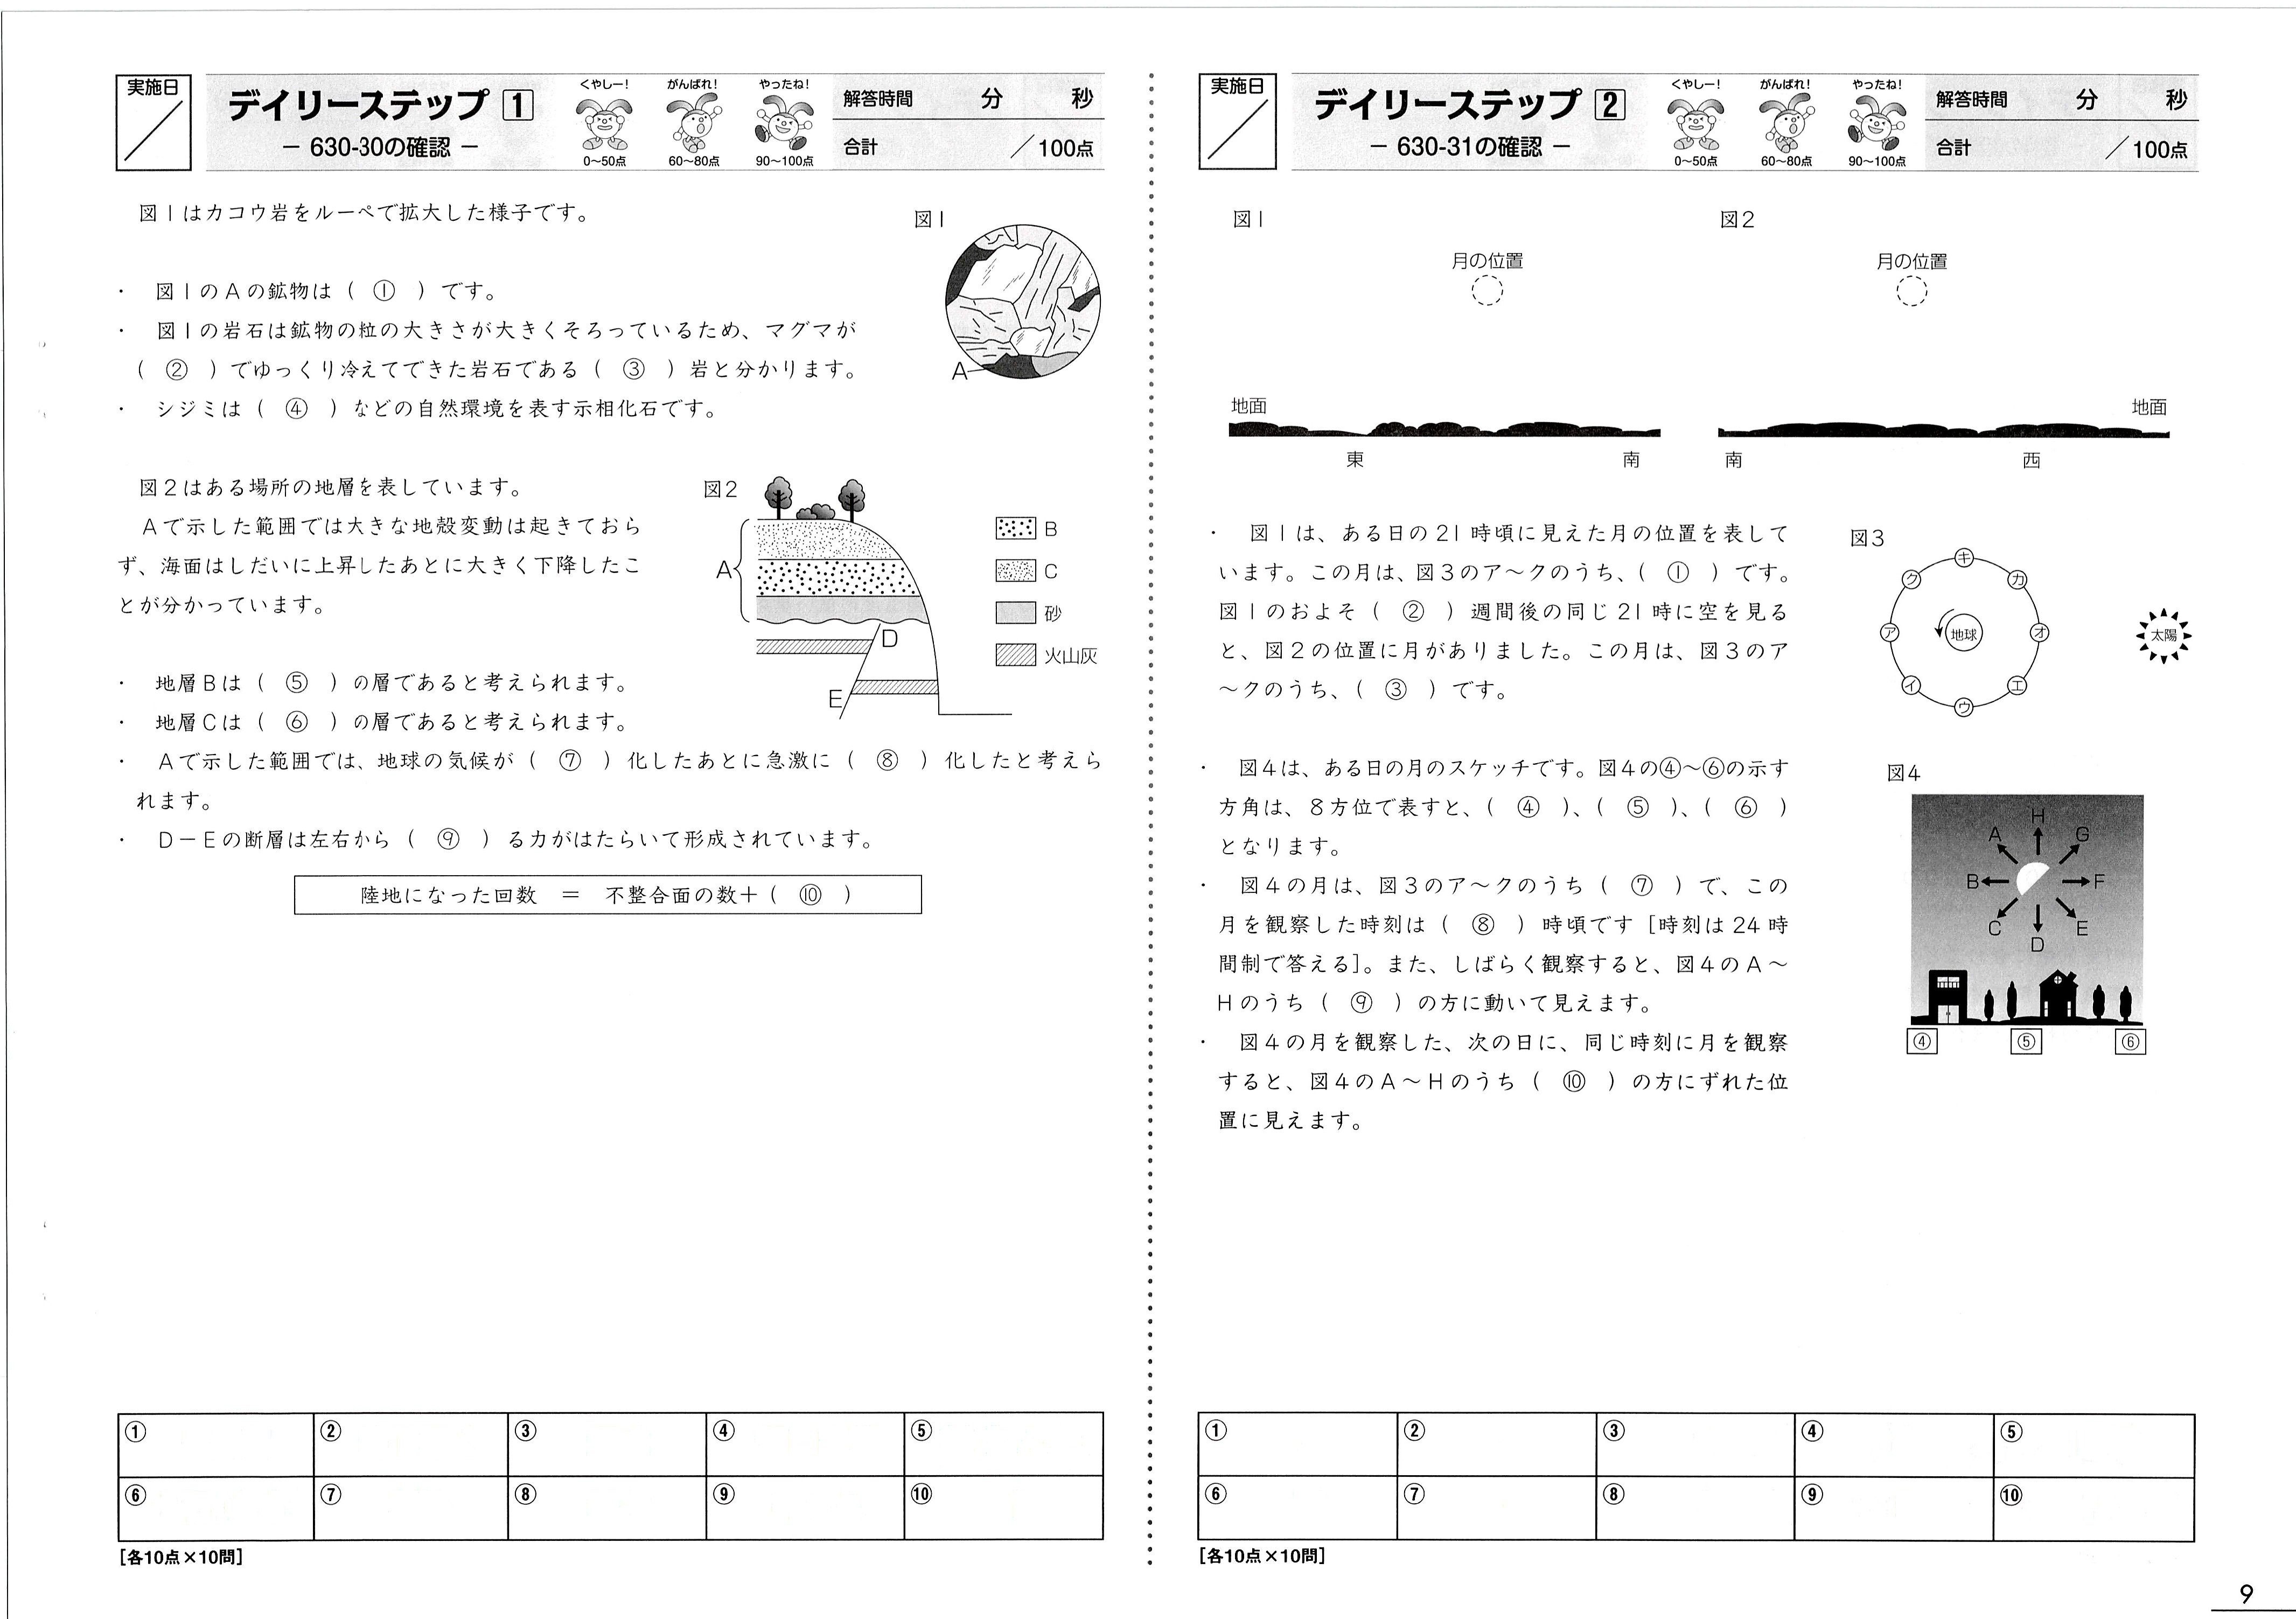 実施日
デイリーステップ 1
― 630-30の確認 ―
くやしー!
0~50点
がんばれ!
60~80点
やったね!
90~100点
解答時間 分 秒
合計 /100点
図1はカコウ岩をルーペで拡大した様子です。
図1
A
・ 図1のAの鉱物は( ① )です。
・ 図1の岩石は鉱物の粒の大きさが大きくそろっているため、マグマが
( ② )でゆっくり冷えてできた岩石である( ③ )岩と分かります。
・ シジミは( ④ )などの自然環境を表す示相化石です。
図2はある場所の地層を表しています。
Aで示した範囲では大きな地殻変動は起きておら
ず、海面はしだいに上昇したあとに大きく下降したこ
とが分かっています。
図2
A
D
E
B
C
砂
火山灰
・ 地層Bは( ⑤ )の層であると考えられます。
・ 地層Cは( ⑥ )の層であると考えられます。
・ Aで示した範囲では、地球の気候が( ⑦ )化したあとに急激に( ⑧ )化したと考えら
れます。
・ D-Eの断層は左右から( ⑨ )る力がはたらいて形成されています。
陸地になった回数 = 不整合面の数+( ⑩ )
① ② ③ ④ ⑤
⑥ ⑦ ⑧ ⑨ ⑩
[各10点×10問]
実施日
デイリーステップ 2
― 630-31の確認 ―
くやしー!
0~50点
がんばれ!
60~80点
やったね!
90~100点
解答時間 分 秒
合計 /100点
図1
月の位置
地面
東 南
図2
月の位置
地面
南 西
・ 図1は、ある日の21時頃に見えた月の位置を表して
います。この月は、図3のア~クのうち、( ① )です。
図1のおよそ( ② )週間後の同じ21時に空を見る
と、図2の位置に月がありました。この月は、図3のア
~クのうち、( ③ )です。
図3
キ
ク カ
ア 地球 オ
イ エ
ウ
太陽
・ 図4は、ある日の月のスケッチです。図4の④~⑥の示す
方角は、8方位で表すと、( ④ )、( ⑤ )、( ⑥ )
となります。
・ 図4の月は、図3のア~クのうち( ⑦ )で、この
月を観察した時刻は( ⑧ )時頃です[時刻は24時
間制で答える]。また、しばらく観察すると、図4のA~
Hのうち( ⑨ )の方に動いて見えます。
・ 図4の月を観察した、次の日に、同じ時刻に月を観察
すると、図4のA~Hのうち( ⑩ )の方にずれた位
置に見えます。
図4
H
A G
B F
C E
D
④ ⑤ ⑥
① ② ③ ④ ⑤
⑥ ⑦ ⑧ ⑨ ⑩
[各10点×10問]
9